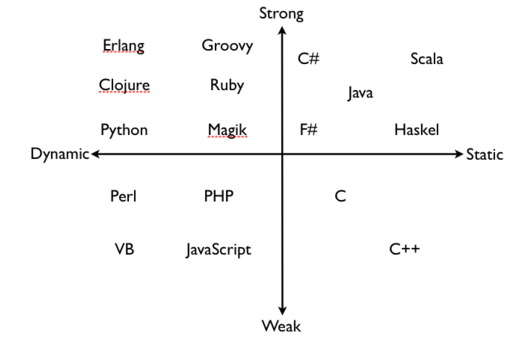 Strong
Erlang Groovy C# Scala
Clojure Ruby Java
Python Magik F# Haskel
Dynamic Static
Perl PHP C
VB JavaScript C++
Weak